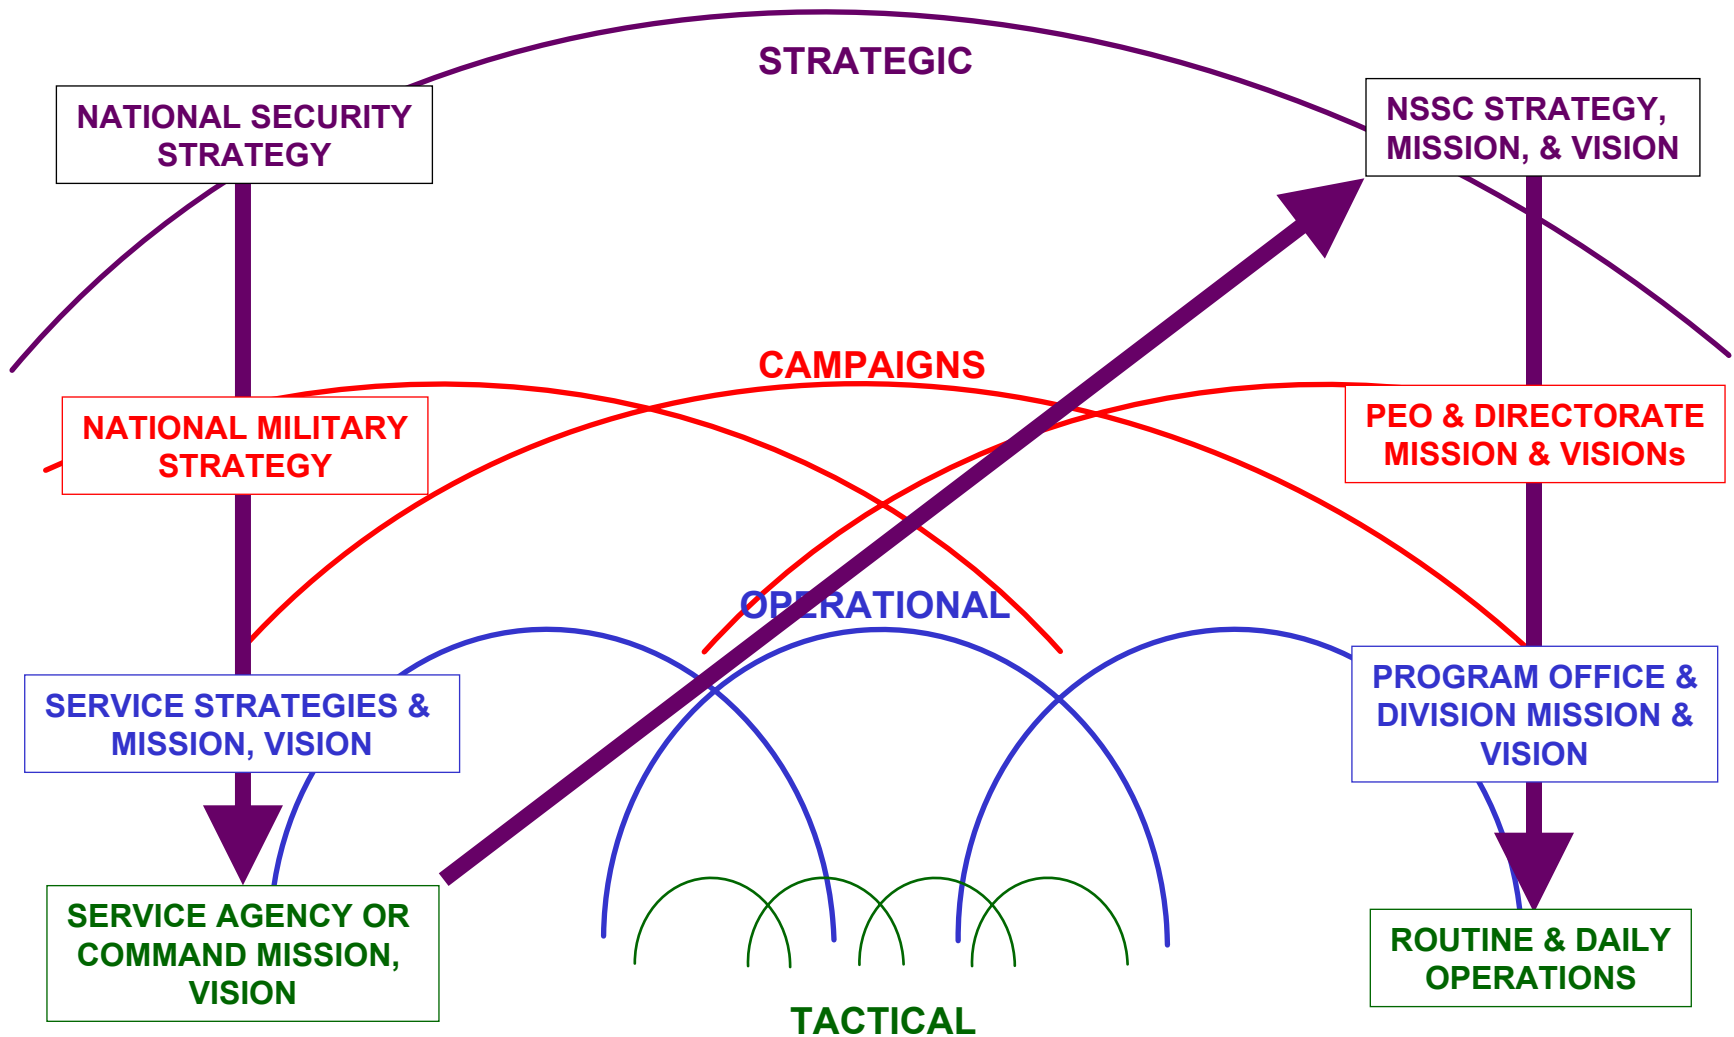 STRATEGIC
NATIONAL SECURITY
STRATEGY
NSSC STRATEGY,
MISSION, & VISION
CAMPAIGNS
NATIONAL MILITARY
STRATEGY
PEO & DIRECTORATE
MISSION & VISIONs
OPERATIONAL
SERVICE STRATEGIES &
MISSION, VISION
PROGRAM OFFICE &
DIVISION MISSION &
VISION
SERVICE AGENCY OR
COMMAND MISSION,
VISION
ROUTINE & DAILY
OPERATIONS
TACTICAL